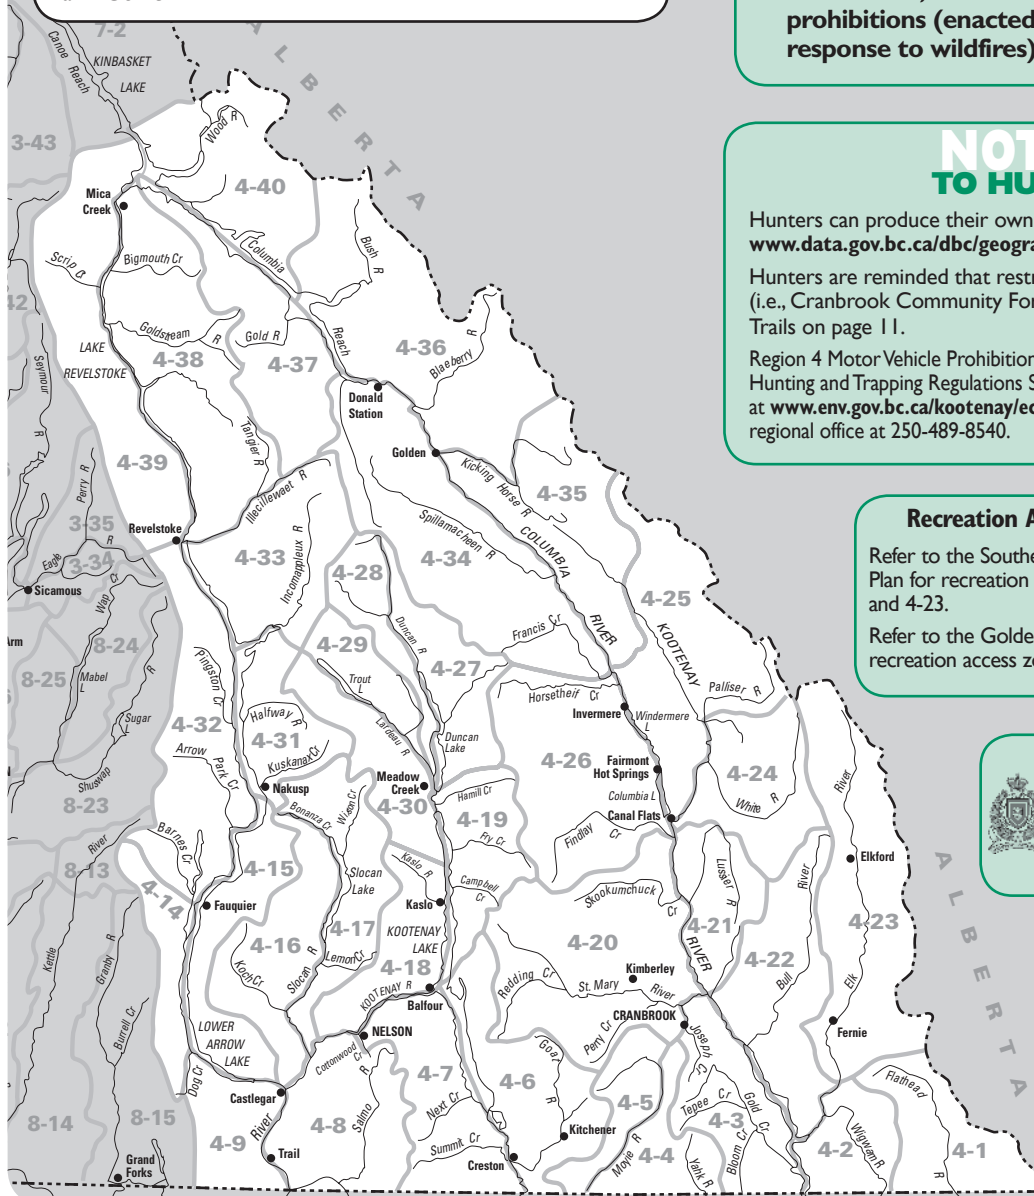 prohibitions (enacted
response to wildfires)
NOT
TO HU
Hunters can produce their own
www.data.gov.bc.ca/dbc/geogra
Hunters are reminded that restr
(i.e., Cranbrook Community For
Trails on page 11.
Region 4 Motor Vehicle Prohibition
Hunting and Trapping Regulations S
at www.env.gov.bc.ca/kootenay/ec
regional office at 250-489-8540.
Recreation A
Refer to the Southe
Plan for recreation
and 4-23.
Refer to the Golde
recreation access z
ALBERTA
7-2
Canoe Reach
KINBASKET
LAKE
3-43
Wood R
4-40
Mica
Creek
Scrip Cr
Bigmouth Cr
Columbia
Reach
Bush R
42
Goldstream R
Gold R
LAKE
REVELSTOKE
4-38
4-37
4-36
Blaeberry R
Donald
Station
Seymour R
Tangier R
4-39
Golden
Kicking Horse R
4-35
Perry R
Illecillewaet R
3-35
Revelstoke
Spillamacheen R
COLUMBIA
RIVER
Eagle R
3-34
4-33
Incomappleux R
4-28
4-34
Sicamous
Wap Cr
4-25
KOOTENAY
Arm
8-24
Duncan R
Francis Cr
4-29
8-25
Mabel
L
Pingston Cr
Trout
L
4-27
Horsetheif Cr
Palliser R
Sugar
L
R
Invermere
Windermere
L
4-32
Halfway R
Lardeau R
4-31
Duncan
Lake
Arrow
Park Cr
Kuskanax Cr
4-26
Fairmont
Hot Springs
4-24
River
Shuswap
Nakusp
Meadow
Creek
Hamill Cr
Columbia L
White R
8-23
4-30
4-19
Canal Flats
Bonanza Cr
Wilson Cr
Fry Cr
Findlay
Cr
River
Barnes Cr
Elkford
ALBERTA
8-13
4-15
Slocan
Lake
Kaslo R
Campbell
Cr
Lussier R
River
4-14
Fauquier
Kaslo
Skookumchuck
Cr
4-21
4-23
4-16
4-17
KOOTENAY
LAKE
4-20
RIVER
Kettle
Granby R
Koch Cr
Slocan R
Lemon Cr
4-18
Redding Cr
Kimberley
4-22
Bull
Elk
St. Mary River
KOOTENAY R
Balfour
CRANBROOK
Burrell Cr
LOWER
ARROW
LAKE
NELSON
Perry Cr
Joseph Cr
Fernie
Cottonwood
Cr
Goat R
Dog Cr
4-7
4-6
Flathead
R
Castlegar
4-5
Tepee Cr
Gold Cr
8-14
8-15
River
4-8
Salmo R
Next Cr
Kitchener
4-3
4-9
Summit Cr
Moyie R
4-4
Bloom Cr
4-2
Wigwam R
4-1
Trail
Creston
Yahk R
Grand
Forks